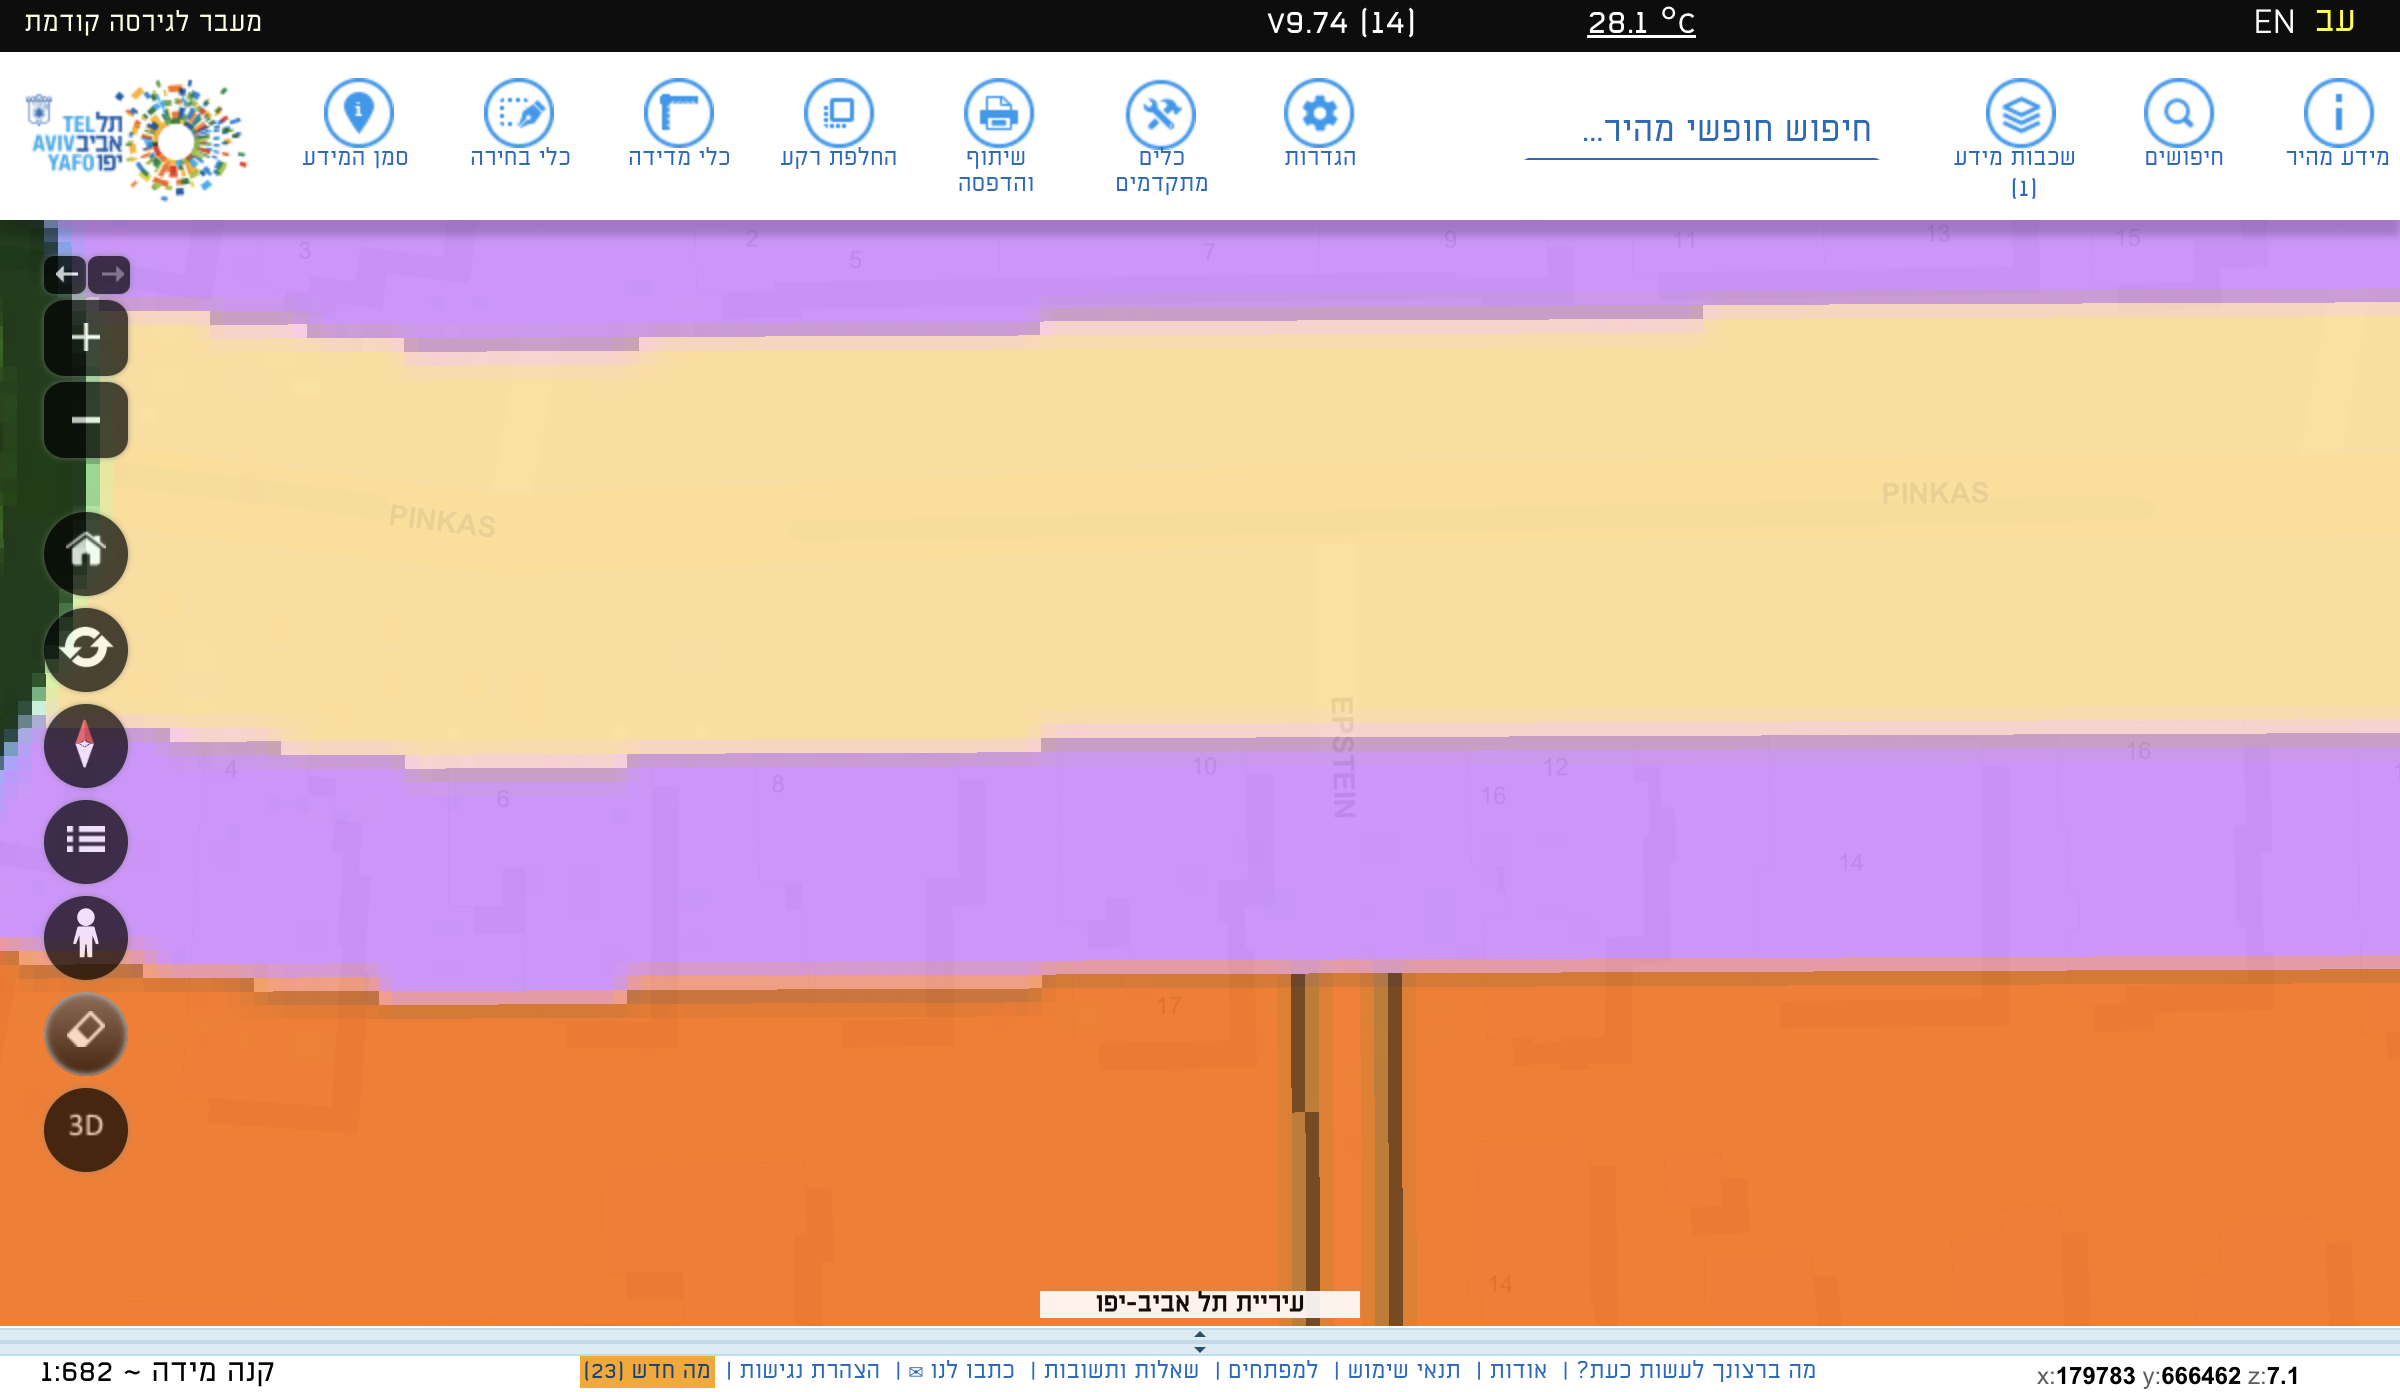 מעבר לגירסה קודמת
V9.74 (14)
28.1 °C
EN עב
תל אביב יפו
TEL AVIV YAFO
סמן המידע
כלי בחירה
כלי מדידה
החלפת רקע
שיתוף והדפסה
כלים מתקדמים
הגדרות
חיפוש חופשי מהיר...
שכבות מידע (1)
חיפושים
מידע מהיר
3
2
5
7
9
11
13
15
PINKAS
PINKAS
EPSTEIN
4
6
8
10
12
16
14
16
17
14
3D
עיריית תל אביב-יפו
קנה מידה ~ 1:682
מה ברצונך לעשות כעת? | אודות | תנאי שימוש | למפתחים | שאלות ותשובות | כתבו לנו ✉ | הצהרת נגישות | מה חדש (23)
x:179783 y:666462 z:7.1